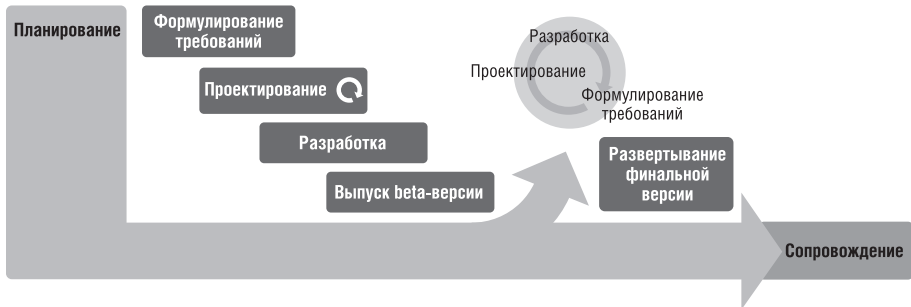 Планирование
Формулирование
требований
Проектирование
Разработка
Выпуск beta-версии
Разработка
Проектирование
Формулирование
требований
Развертывание
финальной
версии
Сопровождение